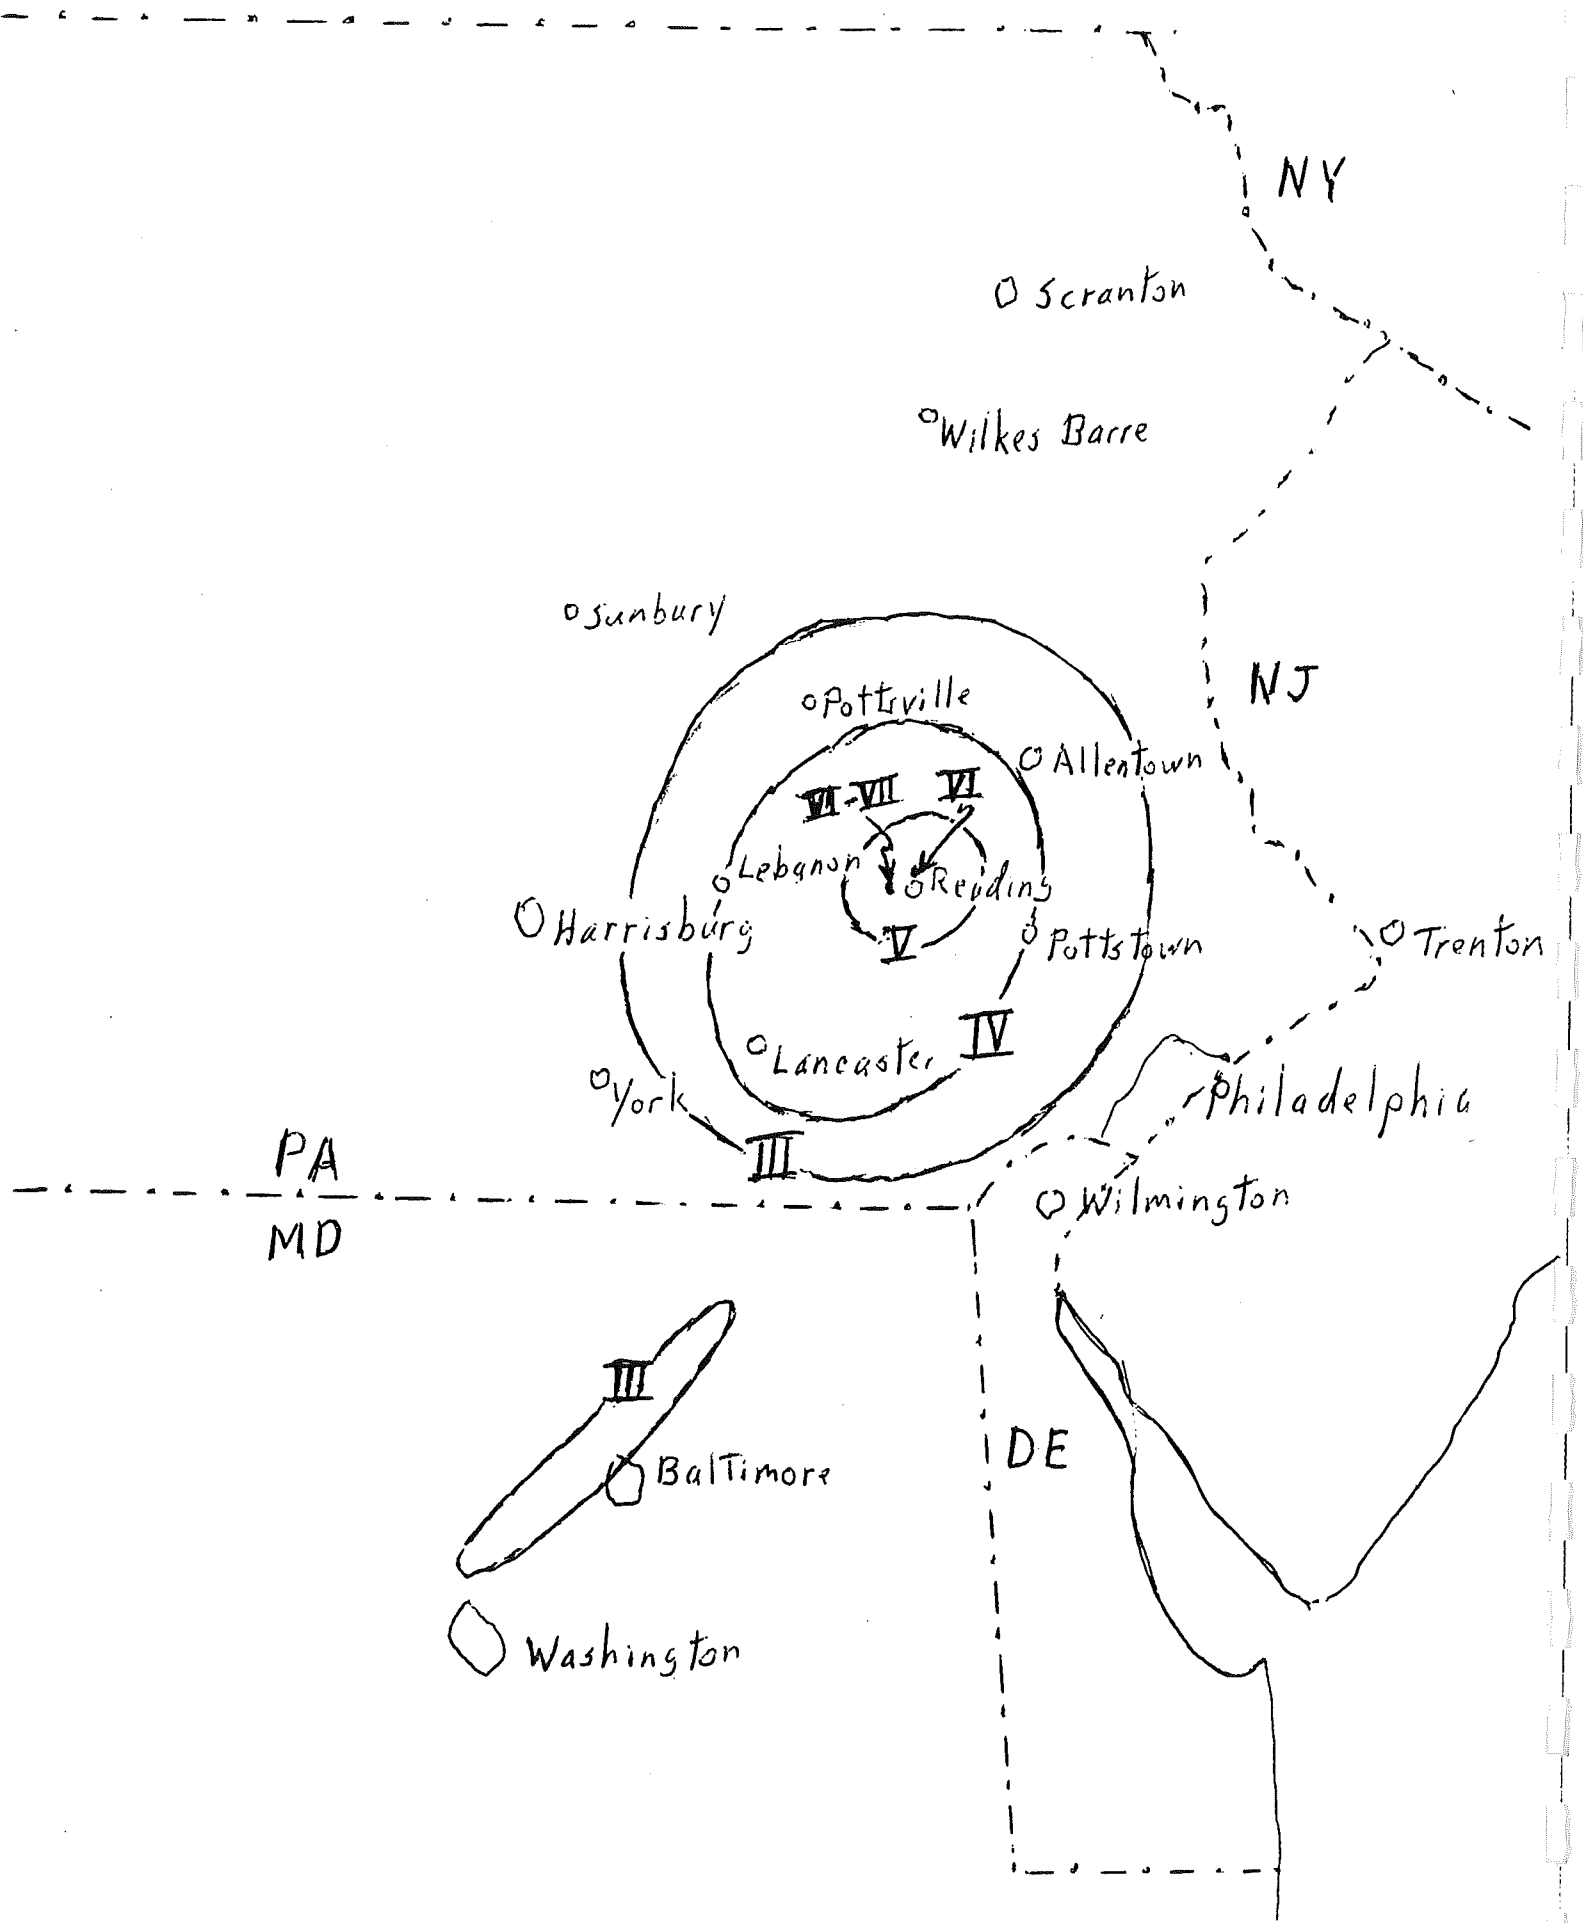 NY
Scranton
Wilkes Barre
Sunbury
NJ
Pottsville
Allentown
VI-VII
VI
Lebanon
Reading
Harrisburg
V
Pottstown
Trenton
IV
Lancaster
York
Philadelphia
III
PA
Wilmington
MD
III
DE
Baltimore
Washington